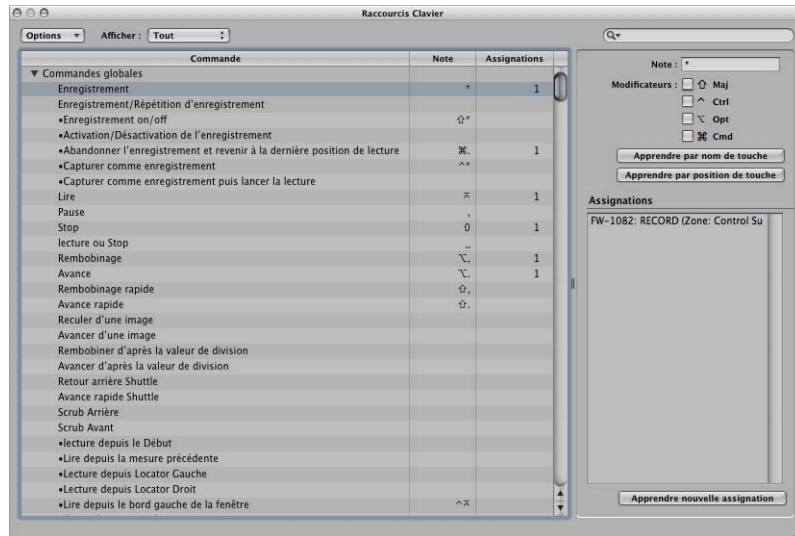 Raccourcis Clavier
Options Afficher : Tout
Commande Note Assignations
Commandes globales
Enregistrement * 1
Enregistrement/Répétition d'enregistrement
•Enregistrement on/off ⇧*
•Activation/Désactivation de l'enregistrement
•Abandonner l'enregistrement et revenir à la dernière position de lecture ⌘. 1
•Capturer comme enregistrement ^*
•Capturer comme enregistrement puis lancer la lecture
Lire ⌅ 1
Pause .
Stop 0 1
lecture ou Stop ⎵
Rembobinage ⌥, 1
Avance ⌥. 1
Rembobinage rapide ⇧,
Avance rapide ⇧.
Reculer d'une image
Avancer d'une image
Rembobiner d'après la valeur de division
Avancer d'après la valeur de division
Retour arrière Shuttle
Avance rapide Shuttle
Scrub Arrière
Scrub Avant
•lecture depuis le Début
•Lire depuis la mesure précédente
•Lecture depuis Locator Gauche
•Lecture depuis Locator Droit
•Lire depuis le bord gauche de la fenêtre ^⌅
Note : *
Modificateurs : ⇧ Maj
^ Ctrl
⌥ Opt
⌘ Cmd
Apprendre par nom de touche
Apprendre par position de touche
Assignations
FW-1082: RECORD (Zone: Control Su
Apprendre nouvelle assignation